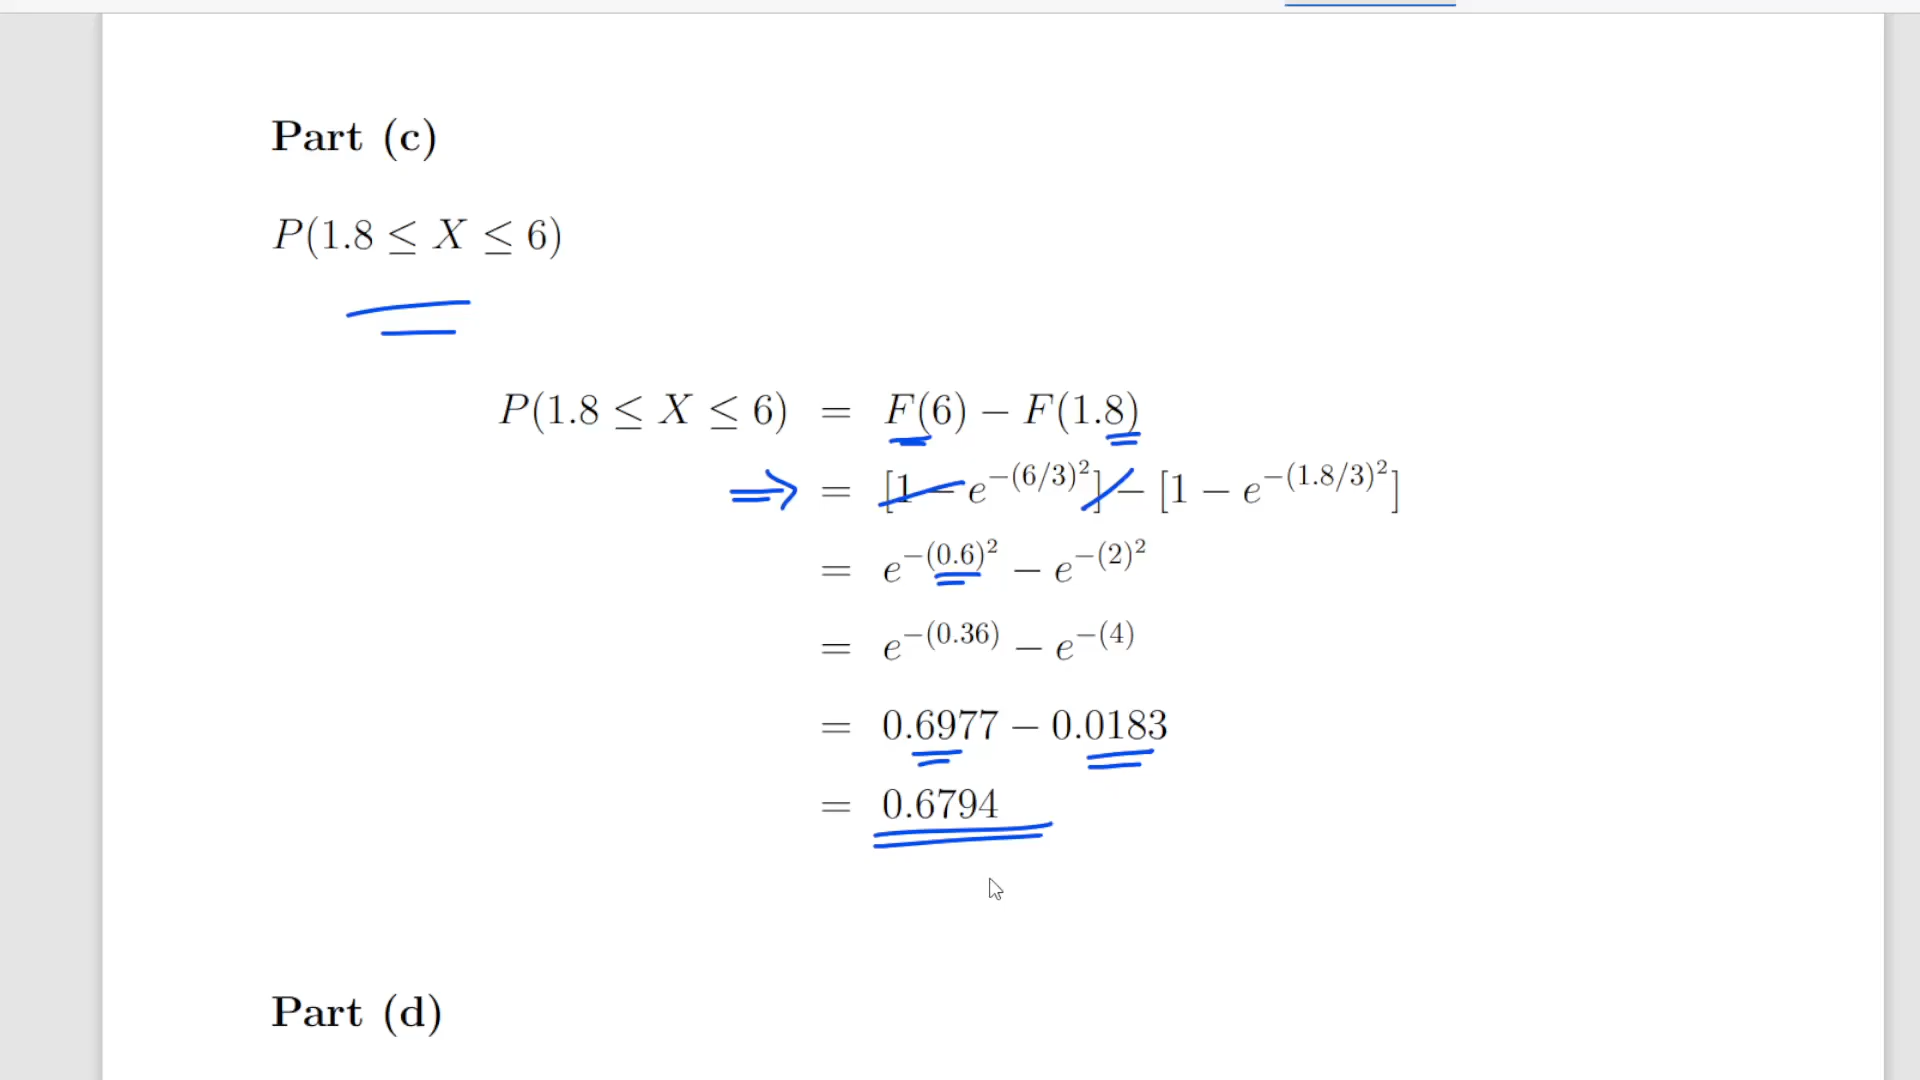 Part (c)
P(1.8 ≤ X ≤ 6)
P(1.8 ≤ X ≤ 6) = F(6) − F(1.8)
⇒ = [1 − e^{−(6/3)^2}] − [1 − e^{−(1.8/3)^2}]
= e^{−(0.6)^2} − e^{−(2)^2}
= e^{−(0.36)} − e^{−(4)}
= 0.6977 − 0.0183
= 0.6794
Part (d)